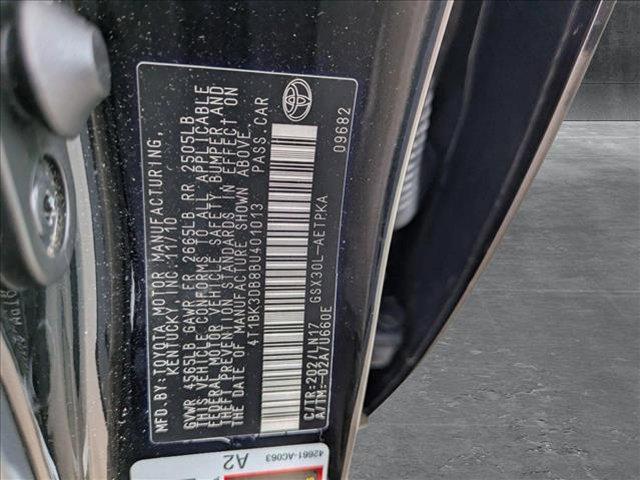 MFD.BY:TOYOTA MOTOR MANUFACTURING,
KENTUCKY, INC. 11/10
GVWR 4565LB GAWR FR 2665LB RR 2505LB
THIS VEHICLE CONFORMS TO ALL APPLICABLE
FEDERAL MOTOR VEHICLE SAFETY, BUMPER AND
THEFT PREVENTION STANDARDS IN EFFECT ON
THE DATE OF MANUFACTURE SHOWN ABOVE.
4T1BK3DB8BU401013 PASS.CAR
GSX30L-AETPKA
C/TR:202/LN17
A/TM:-02A/U660E 09682
42661-AC063
A2